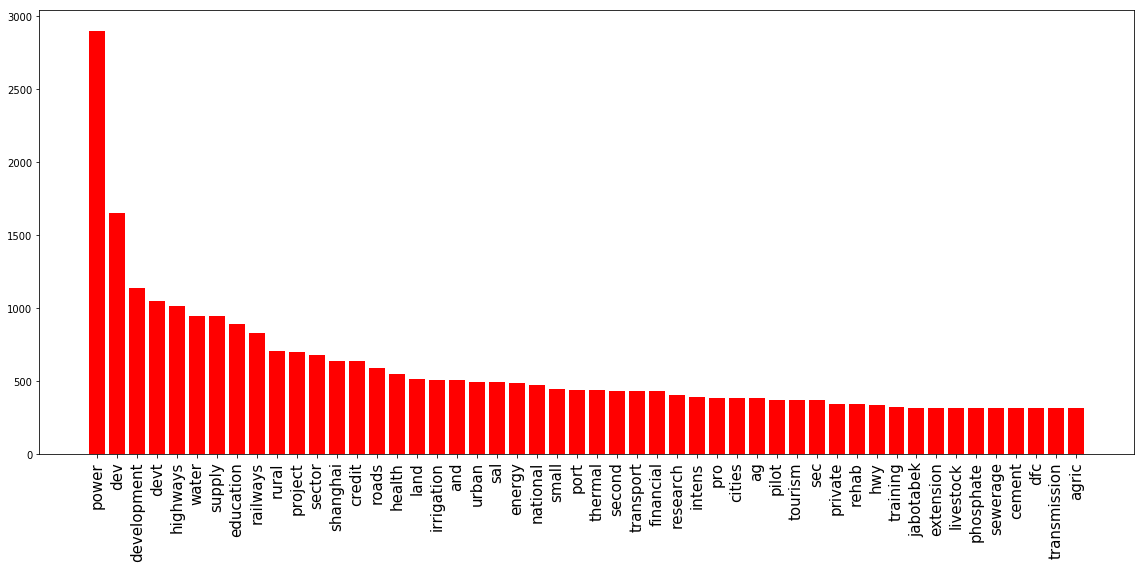 3000
2500
2000
1500
1000
500
0
power
dev
development
devt
highways
water
supply
education
railways
rural
project
sector
shanghai
credit
roads
health
land
irrigation
and
urban
sal
energy
national
small
port
thermal
second
transport
financial
research
intens
pro
cities
ag
pilot
tourism
sec
private
rehab
hwy
training
jabotabek
extension
livestock
phosphate
sewerage
cement
dfc
transmission
agric